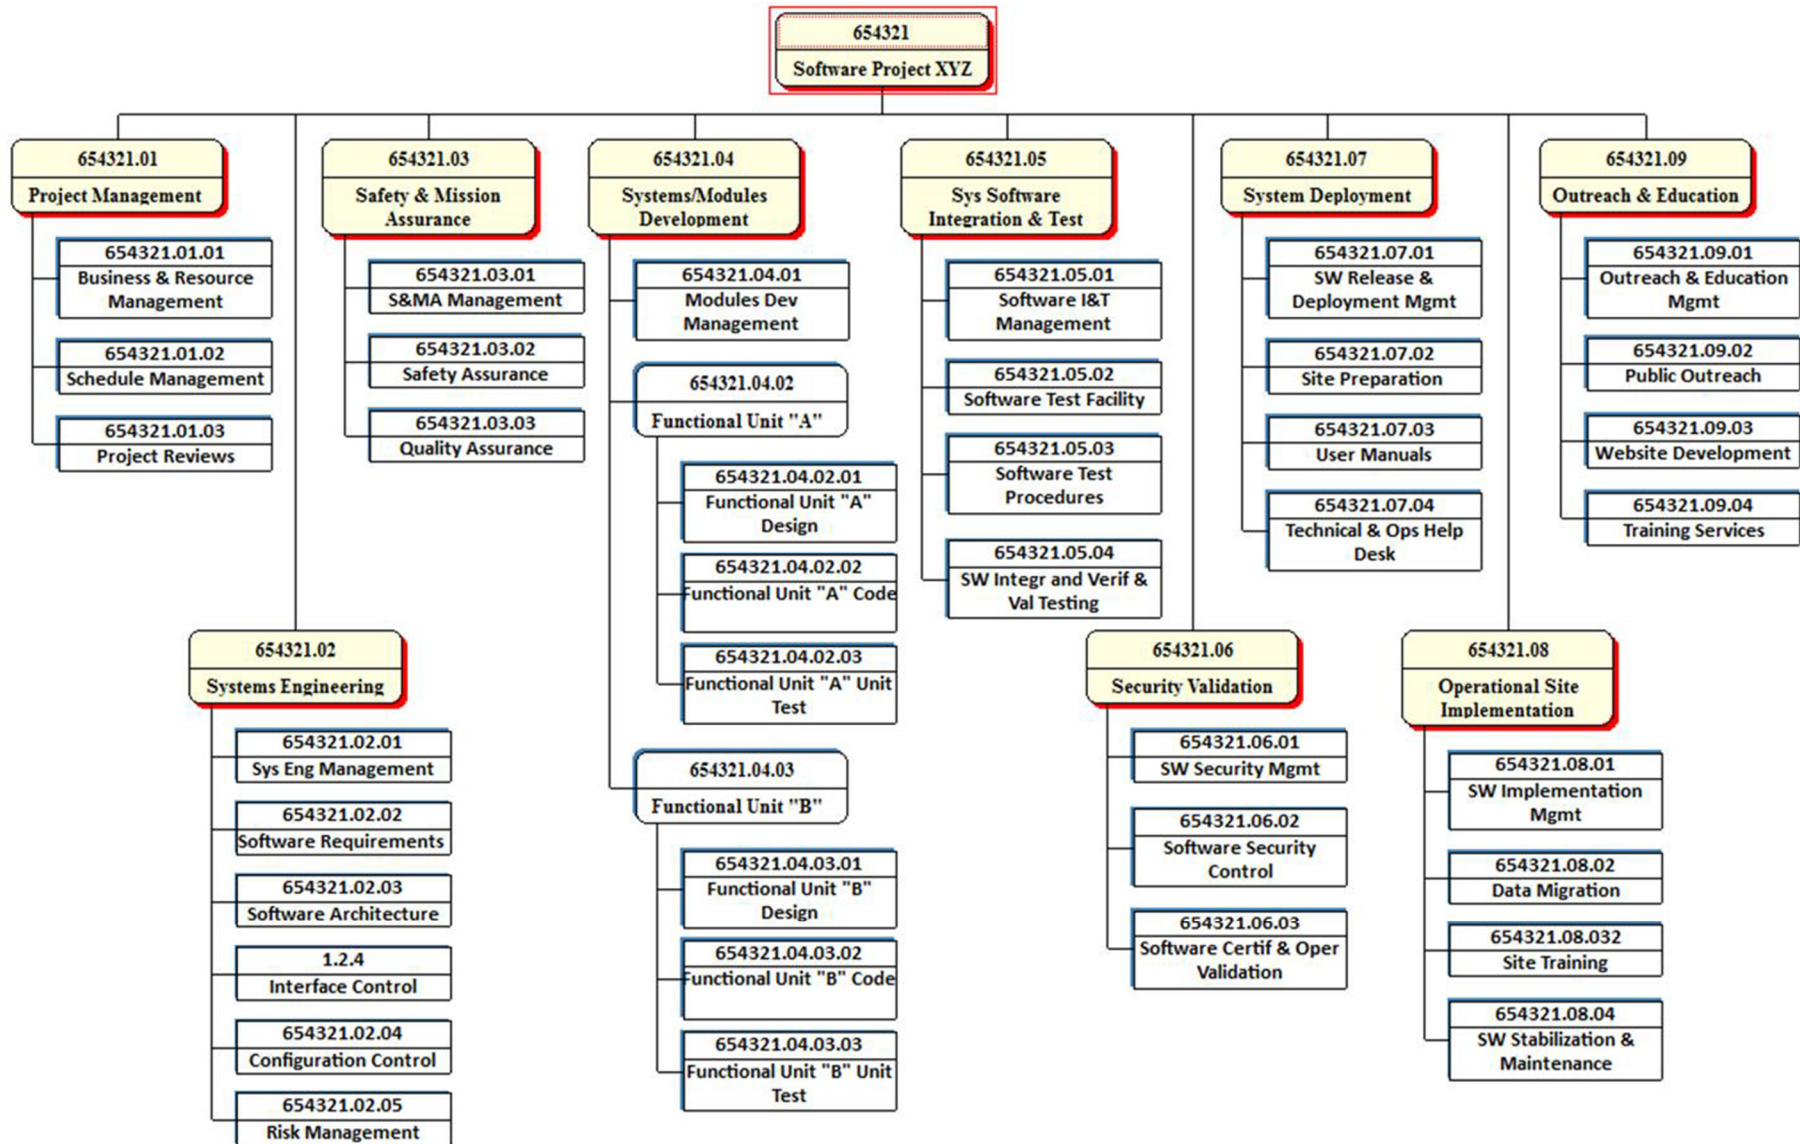 654321
Software Project XYZ
654321.01
Project Management
654321.01.01
Business & Resource
Management
654321.01.02
Schedule Management
654321.01.03
Project Reviews
654321.02
Systems Engineering
654321.02.01
Sys Eng Management
654321.02.02
Software Requirements
654321.02.03
Software Architecture
1.2.4
Interface Control
654321.02.04
Configuration Control
654321.02.05
Risk Management
654321.03
Safety & Mission
Assurance
654321.03.01
S&MA Management
654321.03.02
Safety Assurance
654321.03.03
Quality Assurance
654321.04
Systems/Modules
Development
654321.04.01
Modules Dev
Management
654321.04.02
Functional Unit "A"
654321.04.02.01
Functional Unit "A"
Design
654321.04.02.02
Functional Unit "A" Code
654321.04.02.03
Functional Unit "A" Unit
Test
654321.04.03
Functional Unit "B"
654321.04.03.01
Functional Unit "B"
Design
654321.04.03.02
Functional Unit "B" Code
654321.04.03.03
Functional Unit "B" Unit
Test
654321.05
Sys Software
Integration & Test
654321.05.01
Software I&T
Management
654321.05.02
Software Test Facility
654321.05.03
Software Test
Procedures
654321.05.04
SW Integr and Verif &
Val Testing
654321.06
Security Validation
654321.06.01
SW Security Mgmt
654321.06.02
Software Security
Control
654321.06.03
Software Certif & Oper
Validation
654321.07
System Deployment
654321.07.01
SW Release &
Deployment Mgmt
654321.07.02
Site Preparation
654321.07.03
User Manuals
654321.07.04
Technical & Ops Help
Desk
654321.08
Operational Site
Implementation
654321.08.01
SW Implementation
Mgmt
654321.08.02
Data Migration
654321.08.032
Site Training
654321.08.04
SW Stabilization &
Maintenance
654321.09
Outreach & Education
654321.09.01
Outreach & Education
Mgmt
654321.09.02
Public Outreach
654321.09.03
Website Development
654321.09.04
Training Services